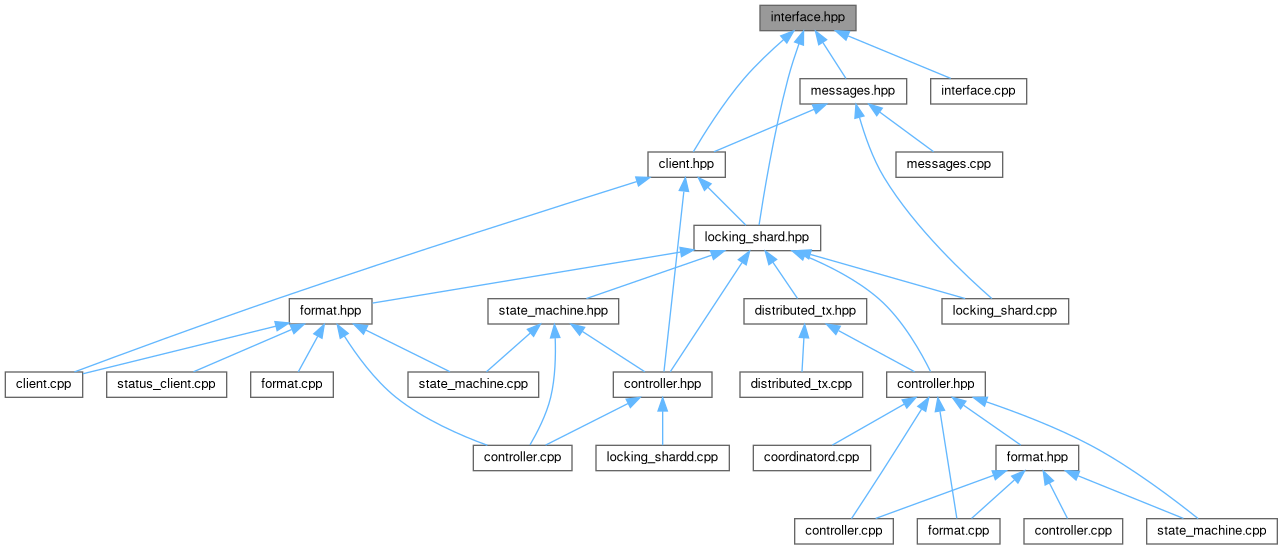 interface.hpp
messages.hpp
interface.cpp
client.hpp
messages.cpp
locking_shard.hpp
format.hpp
state_machine.hpp
distributed_tx.hpp
locking_shard.cpp
client.cpp
status_client.cpp
format.cpp
state_machine.cpp
controller.hpp
distributed_tx.cpp
controller.hpp
controller.cpp
locking_shardd.cpp
coordinatord.cpp
format.hpp
controller.cpp
format.cpp
controller.cpp
state_machine.cpp